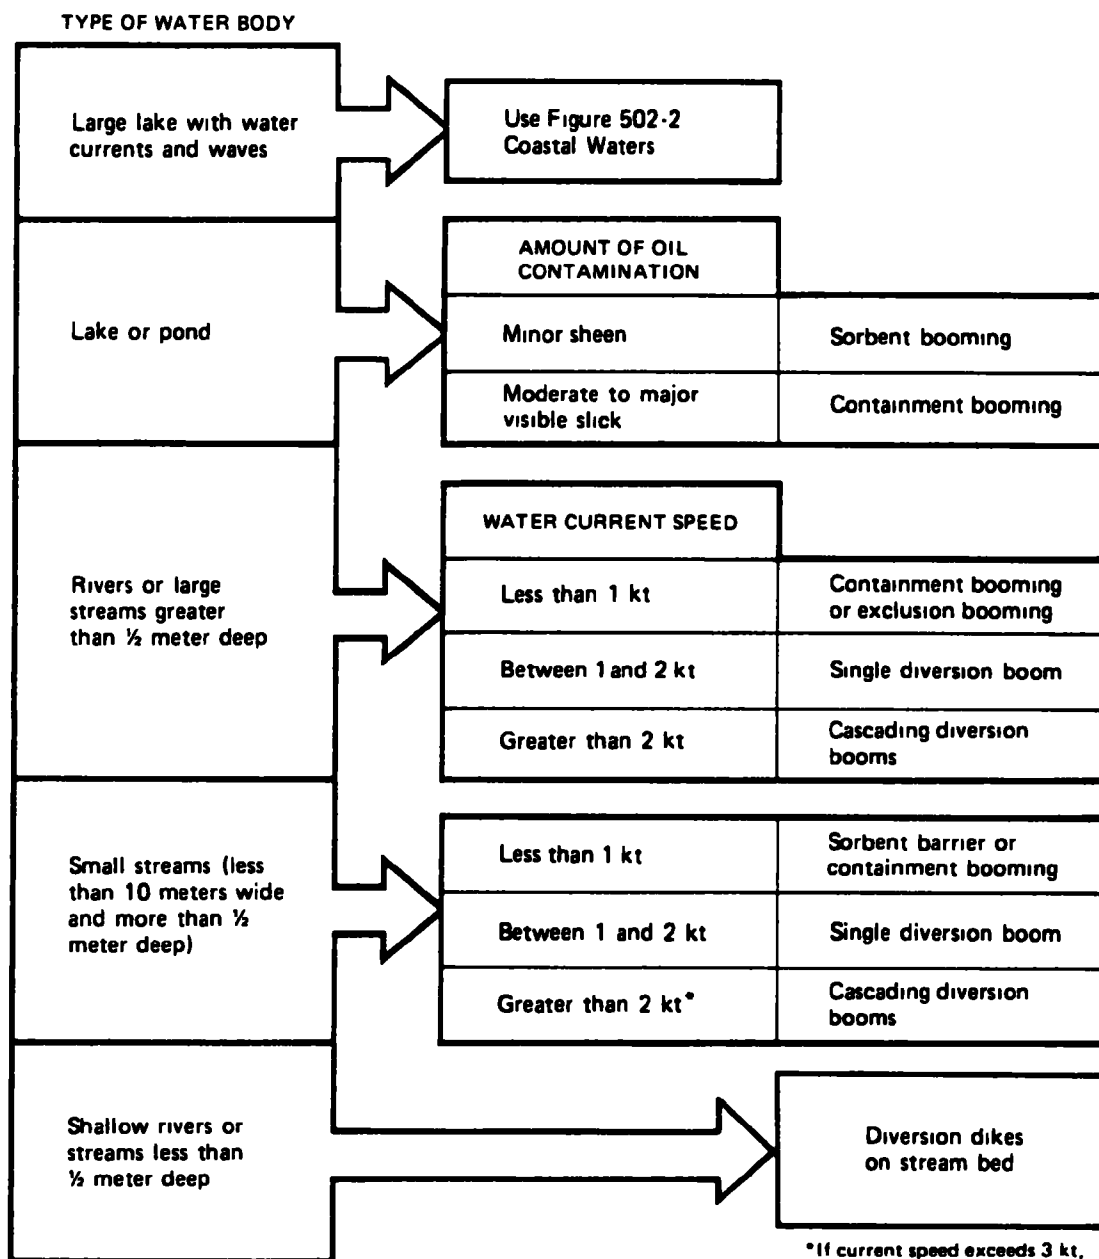 TYPE OF WATER BODY
Large lake with water
currents and waves
Use Figure 502-2
Coastal Waters
Lake or pond
AMOUNT OF OIL
CONTAMINATION
Minor sheen
Sorbent booming
Moderate to major
visible slick
Containment booming
Rivers or large
streams greater
than ½ meter deep
WATER CURRENT SPEED
Less than 1 kt
Containment booming
or exclusion booming
Between 1 and 2 kt
Single diversion boom
Greater than 2 kt
Cascading diversion
booms
Small streams (less
than 10 meters wide
and more than ½
meter deep)
Less than 1 kt
Sorbent barrier or
containment booming
Between 1 and 2 kt
Single diversion boom
Greater than 2 kt*
Cascading diversion
booms
Shallow rivers or
streams less than
½ meter deep
Diversion dikes
on stream bed
*If current speed exceeds 3 kt,